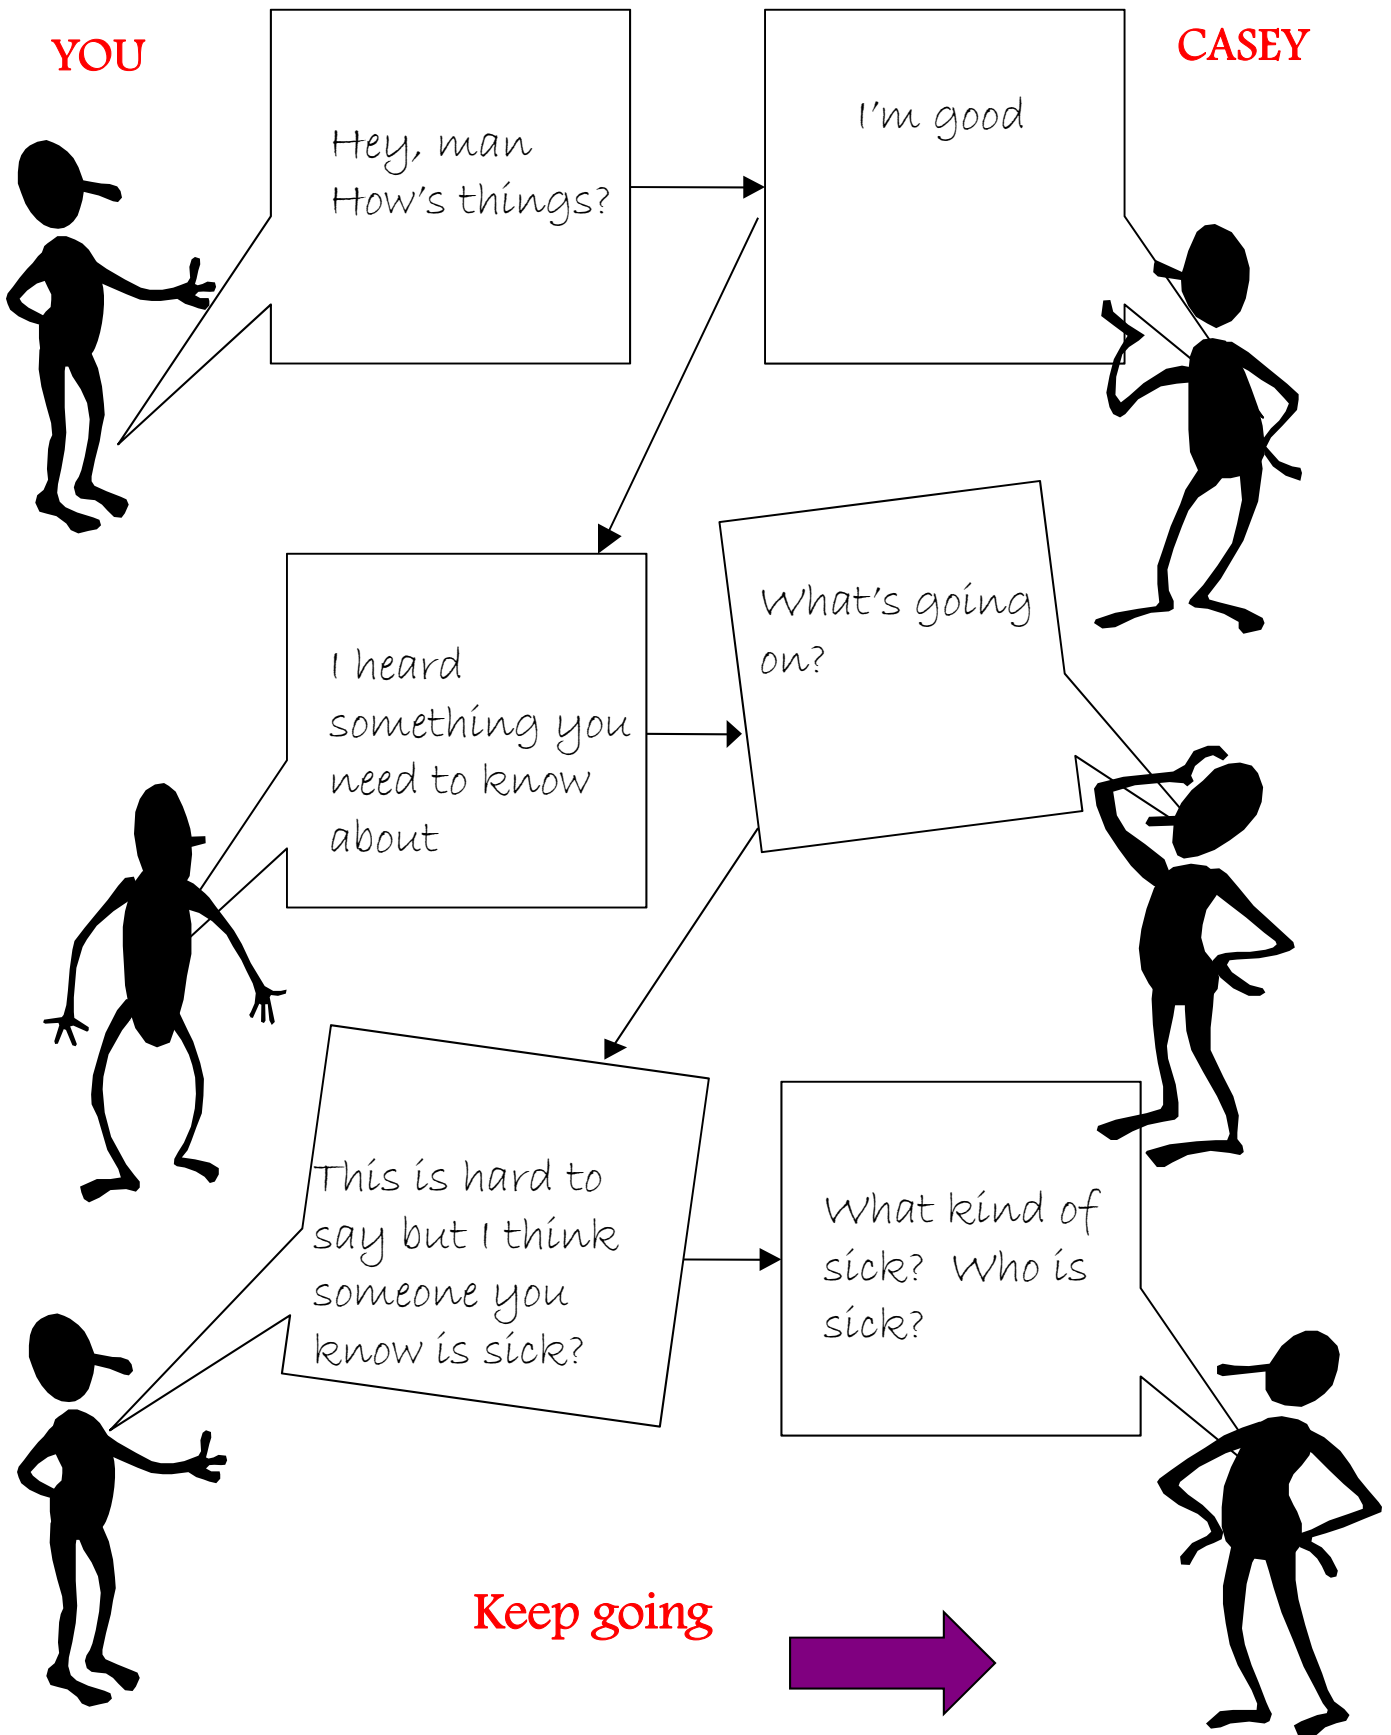 YOU
CASEY
Hey, man
How's things?
I'm good
I heard
something you
need to know
about
What's going
on?
This is hard to
say but I think
someone you
know is sick?
What kind of
sick?  Who is
sick?
Keep going